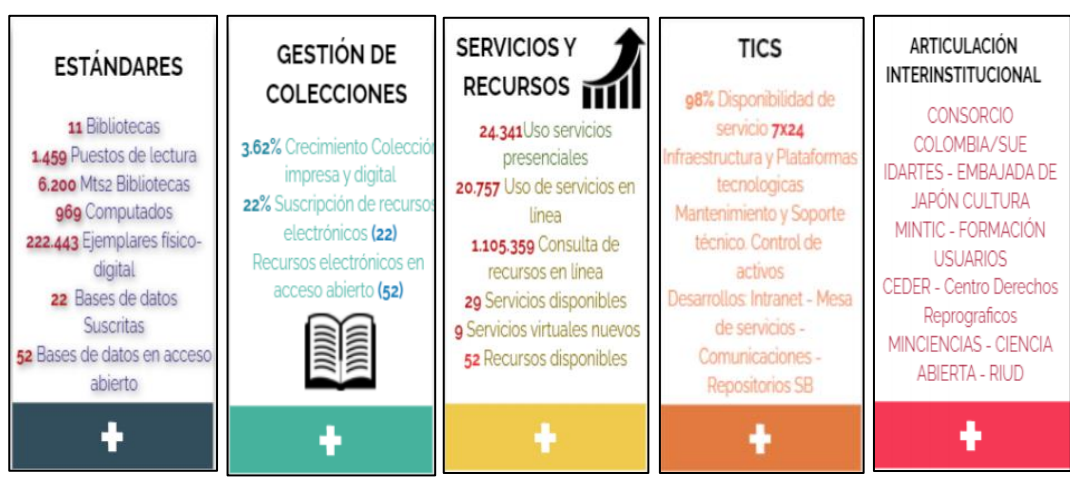 ESTÁNDARES
11 Bibliotecas
1.459 Puestos de lectura
6.200 Mts2 Bibliotecas
969 Computados
222.443 Ejemplares físico-
digital
22 Bases de datos
Suscritas
52 Bases de datos en acceso
abierto
GESTIÓN DE
COLECCIONES
3.62% Crecimiento Colección
impresa y digital
22% Suscripción de recursos
electrónicos (22)
Recursos electrónicos en
acceso abierto (52)
SERVICIOS Y
RECURSOS
24.341Uso servicios
presenciales
20.757 Uso de servicios en
línea
1.105.359 Consulta de
recursos en línea
29 Servicios disponibles
9 Servicios virtuales nuevos
52 Recursos disponibles
TICS
98% Disponibilidad de
servicio 7x24
Infraestructura y Plataformas
tecnologicas
Mantenimiento y Soporte
técnico. Control de
activos
Desarrollos: Intranet - Mesa
de servicios -
Comunicaciones -
Repositorios SB
ARTICULACIÓN
INTERINSTITUCIONAL
CONSORCIO
COLOMBIA/SUE
IDARTES - EMBAJADA DE
JAPÓN CULTURA
MINTIC - FORMACIÓN
USUARIOS
CEDER - Centro Derechos
Reprograficos
MINCIENCIAS - CIENCIA
ABIERTA - RIUD